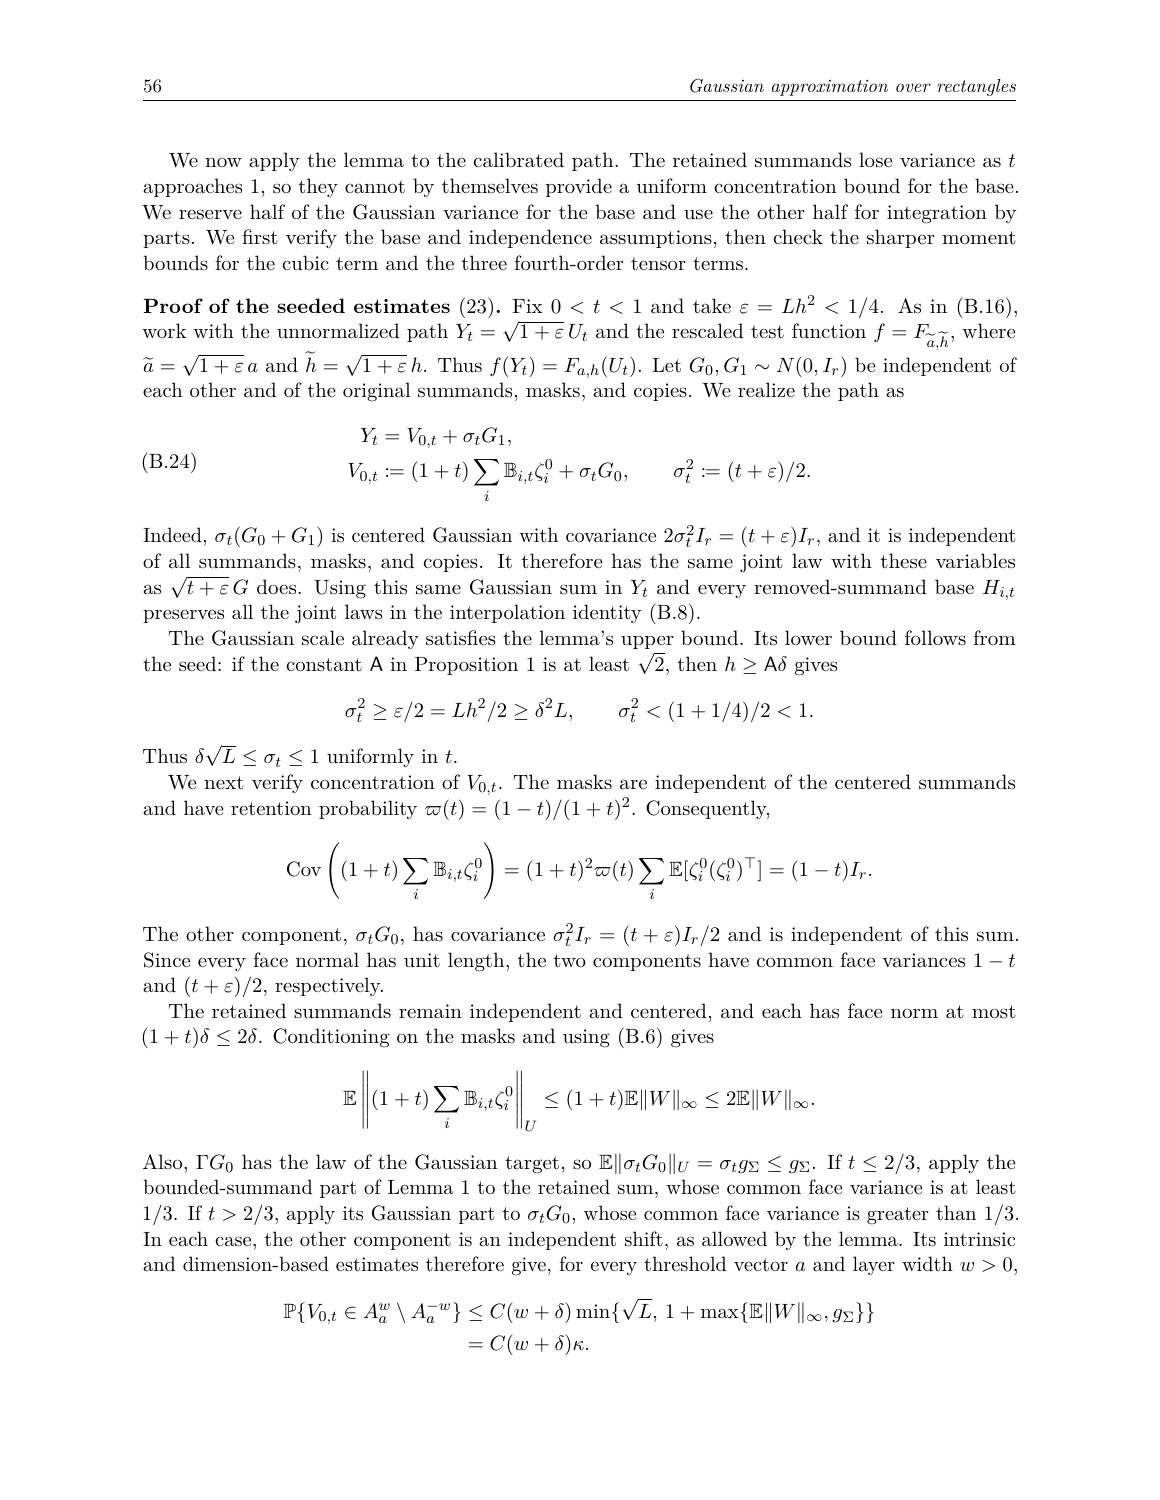 56 Gaussian approximation over rectangles
We now apply the lemma to the calibrated path. The retained summands lose variance as t
approaches 1, so they cannot by themselves provide a uniform concentration bound for the base.
We reserve half of the Gaussian variance for the base and use the other half for integration by
parts. We first verify the base and independence assumptions, then check the sharper moment
bounds for the cubic term and the three fourth-order tensor terms.
Proof of the seeded estimates (23). Fix 0 < t < 1 and take ε = Lh² < 1/4. As in (B.16),
work with the unnormalized path Y_t = √(1 + ε) U_t and the rescaled test function f = F_{ã,h̃}, where
ã = √(1 + ε) a and h̃ = √(1 + ε) h. Thus f(Y_t) = F_{a,h}(U_t). Let G₀, G₁ ∼ N(0, I_r) be independent of
each other and of the original summands, masks, and copies. We realize the path as
Y_t = V_{0,t} + σ_t G₁,
(B.24) V_{0,t} := (1 + t) ∑_i 𝔹_{i,t} ζ_i^0 + σ_t G₀, σ_t² := (t + ε)/2.
Indeed, σ_t(G₀ + G₁) is centered Gaussian with covariance 2σ_t² I_r = (t + ε)I_r, and it is independent
of all summands, masks, and copies. It therefore has the same joint law with these variables
as √(t + ε) G does. Using this same Gaussian sum in Y_t and every removed-summand base H_{i,t}
preserves all the joint laws in the interpolation identity (B.8).
The Gaussian scale already satisfies the lemma's upper bound. Its lower bound follows from
the seed: if the constant A in Proposition 1 is at least √2, then h ≥ Aδ gives
σ_t² ≥ ε/2 = Lh²/2 ≥ δ²L, σ_t² < (1 + 1/4)/2 < 1.
Thus δ√L ≤ σ_t ≤ 1 uniformly in t.
We next verify concentration of V_{0,t}. The masks are independent of the centered summands
and have retention probability ϖ(t) = (1 − t)/(1 + t)². Consequently,
Cov ((1 + t) ∑_i 𝔹_{i,t} ζ_i^0) = (1 + t)² ϖ(t) ∑_i 𝔼[ζ_i^0 (ζ_i^0)^⊤] = (1 − t)I_r.
The other component, σ_t G₀, has covariance σ_t² I_r = (t + ε)I_r/2 and is independent of this sum.
Since every face normal has unit length, the two components have common face variances 1 − t
and (t + ε)/2, respectively.
The retained summands remain independent and centered, and each has face norm at most
(1 + t)δ ≤ 2δ. Conditioning on the masks and using (B.6) gives
𝔼 ‖(1 + t) ∑_i 𝔹_{i,t} ζ_i^0‖_U ≤ (1 + t)𝔼‖W‖_∞ ≤ 2𝔼‖W‖_∞.
Also, ΓG₀ has the law of the Gaussian target, so 𝔼‖σ_t G₀‖_U = σ_t g_Σ ≤ g_Σ. If t ≤ 2/3, apply the
bounded-summand part of Lemma 1 to the retained sum, whose common face variance is at least
1/3. If t > 2/3, apply its Gaussian part to σ_t G₀, whose common face variance is greater than 1/3.
In each case, the other component is an independent shift, as allowed by the lemma. Its intrinsic
and dimension-based estimates therefore give, for every threshold vector a and layer width w > 0,
ℙ{V_{0,t} ∈ A_a^w \ A_a^{−w}} ≤ C(w + δ) min{√L, 1 + max{𝔼‖W‖_∞, g_Σ}}
= C(w + δ)κ.